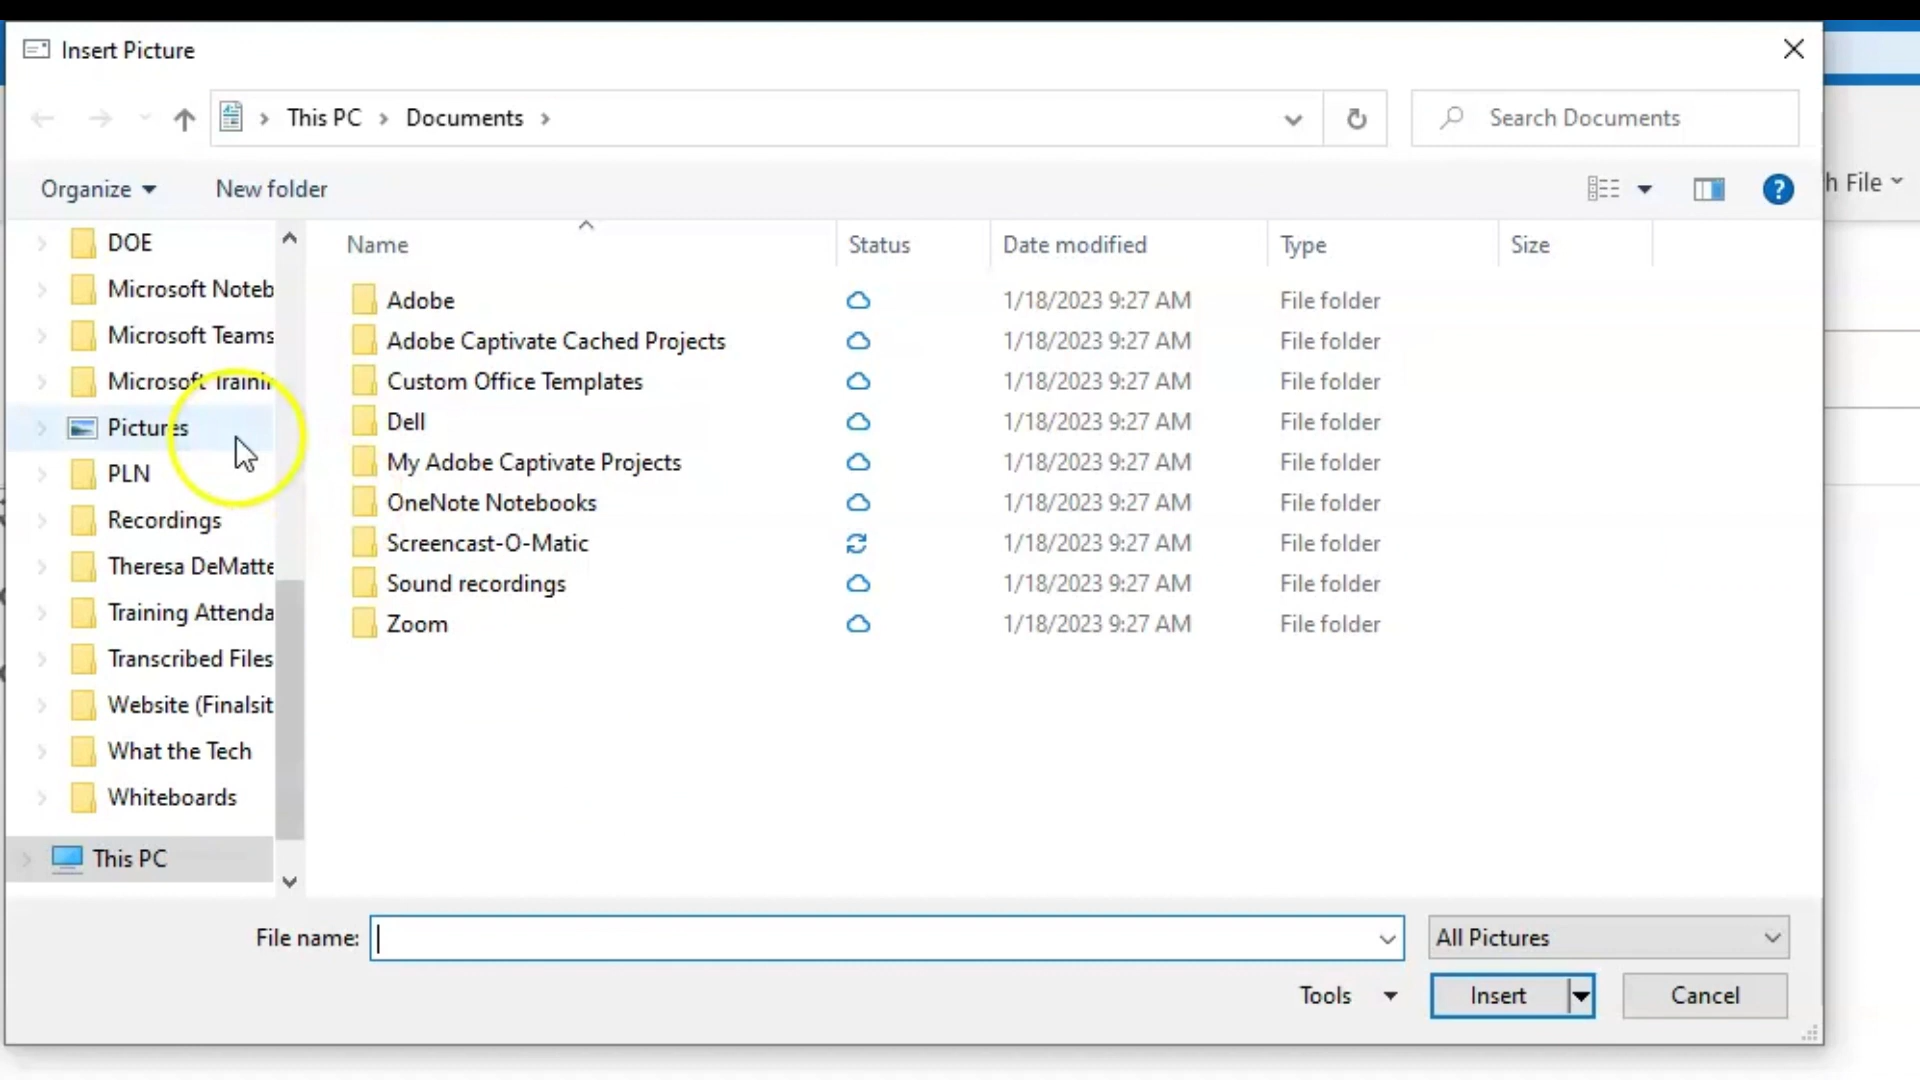 Insert Picture
This PC
Documents
Search Documents
Organize
New folder
?
h File
Name
Status
Date modified
Type
Size
DOE
Microsoft Noteb
Microsoft Teams
Microsoft Trainin
Pictures
PLN
Recordings
Theresa DeMatte
Training Attenda
Transcribed Files
Website (Finalsit
What the Tech
Whiteboards
This PC
Adobe 1/18/2023 9:27 AM File folder
Adobe Captivate Cached Projects 1/18/2023 9:27 AM File folder
Custom Office Templates 1/18/2023 9:27 AM File folder
Dell 1/18/2023 9:27 AM File folder
My Adobe Captivate Projects 1/18/2023 9:27 AM File folder
OneNote Notebooks 1/18/2023 9:27 AM File folder
Screencast-O-Matic 1/18/2023 9:27 AM File folder
Sound recordings 1/18/2023 9:27 AM File folder
Zoom 1/18/2023 9:27 AM File folder
File name:
All Pictures
Tools
Insert
Cancel